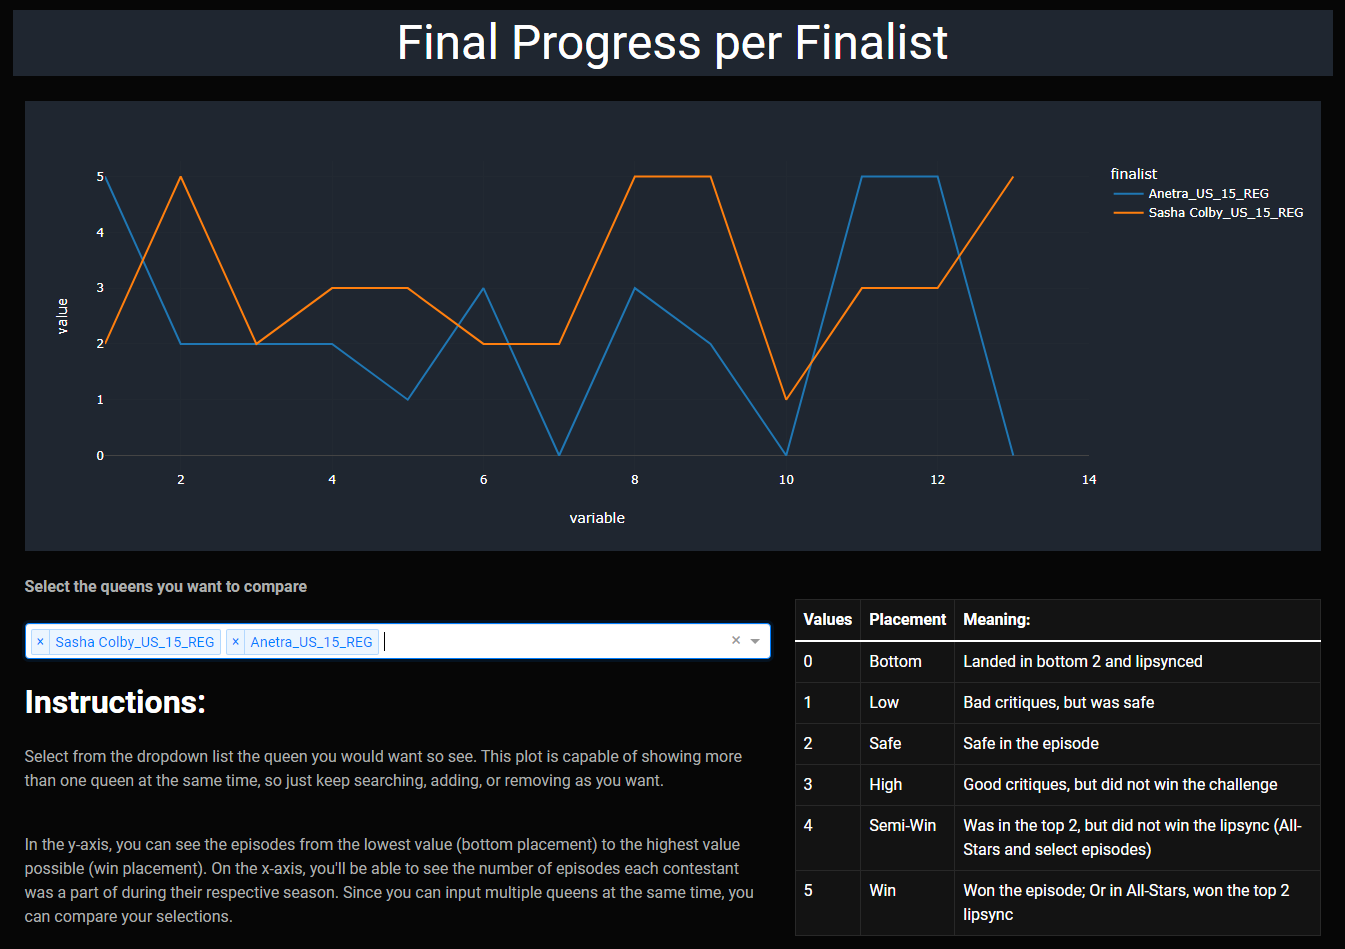 Final Progress per Finalist
5
4
3
2
1
0
value
2
4
6
8
10
12
14
variable
finalist
Anetra_US_15_REG
Sasha Colby_US_15_REG
Select the queens you want to compare
× Sasha Colby_US_15_REG × Anetra_US_15_REG ×
Instructions:
Select from the dropdown list the queen you would want so see. This plot is capable of showing more
than one queen at the same time, so just keep searching, adding, or removing as you want.
In the y-axis, you can see the episodes from the lowest value (bottom placement) to the highest value
possible (win placement). On the x-axis, you'll be able to see the number of episodes each contestant
was a part of during their respective season. Since you can input multiple queens at the same time, you
can compare your selections.
Values Placement Meaning:
0 Bottom Landed in bottom 2 and lipsynced
1 Low Bad critiques, but was safe
2 Safe Safe in the episode
3 High Good critiques, but did not win the challenge
4 Semi-Win Was in the top 2, but did not win the lipsync (All-
Stars and select episodes)
5 Win Won the episode; Or in All-Stars, won the top 2
lipsync